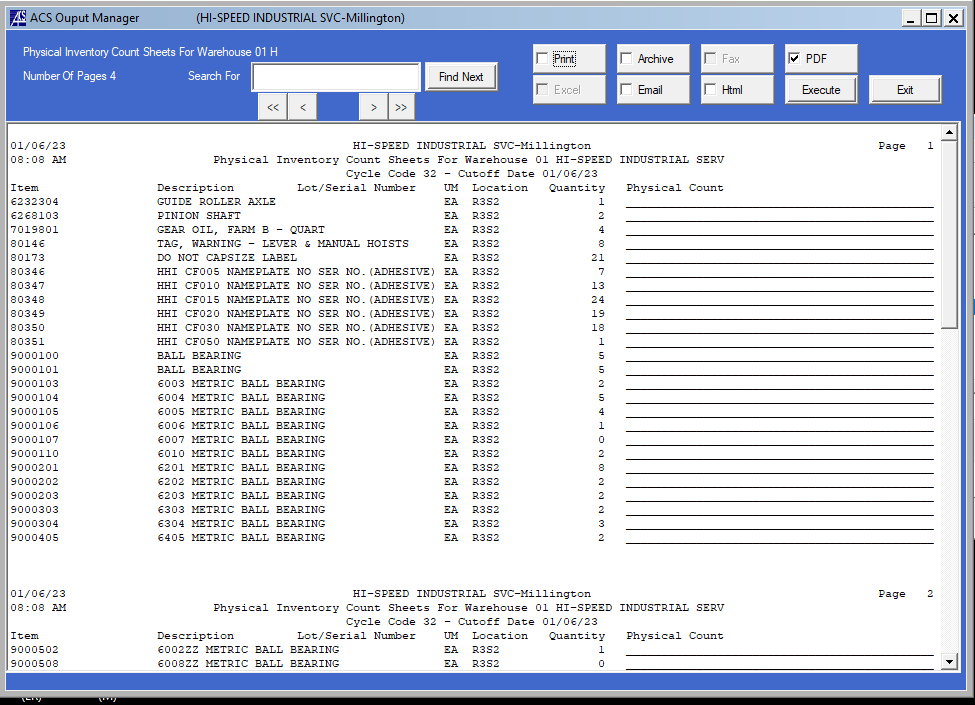 ACS Ouput Manager (HI-SPEED INDUSTRIAL SVC-Millington)
Physical Inventory Count Sheets For Warehouse 01 H
Number Of Pages 4 Search For Find Next
<< < > >>
Print Archive Fax PDF
Excel Email Html Execute Exit
01/06/23 HI-SPEED INDUSTRIAL SVC-Millington Page 1
08:08 AM Physical Inventory Count Sheets For Warehouse 01 HI-SPEED INDUSTRIAL SERV
Cycle Code 32 - Cutoff Date 01/06/23
Item Description Lot/Serial Number UM Location Quantity Physical Count
6232304 GUIDE ROLLER AXLE EA R3S2 1
6268103 PINION SHAFT EA R3S2 2
7019801 GEAR OIL, FARM B - QUART EA R3S2 4
80146 TAG, WARNING - LEVER & MANUAL HOISTS EA R3S2 8
80173 DO NOT CAPSIZE LABEL EA R3S2 21
80346 HHI CF005 NAMEPLATE NO SER NO.(ADHESIVE) EA R3S2 7
80347 HHI CF010 NAMEPLATE NO SER NO.(ADHESIVE) EA R3S2 13
80348 HHI CF015 NAMEPLATE NO SER NO.(ADHESIVE) EA R3S2 24
80349 HHI CF020 NAMEPLATE NO SER NO.(ADHESIVE) EA R3S2 19
80350 HHI CF030 NAMEPLATE NO SER NO.(ADHESIVE) EA R3S2 18
80351 HHI CF050 NAMEPLATE NO SER NO.(ADHESIVE) EA R3S2 1
9000100 BALL BEARING EA R3S2 5
9000101 BALL BEARING EA R3S2 5
9000103 6003 METRIC BALL BEARING EA R3S2 2
9000104 6004 METRIC BALL BEARING EA R3S2 5
9000105 6005 METRIC BALL BEARING EA R3S2 4
9000106 6006 METRIC BALL BEARING EA R3S2 1
9000107 6007 METRIC BALL BEARING EA R3S2 0
9000110 6010 METRIC BALL BEARING EA R3S2 2
9000201 6201 METRIC BALL BEARING EA R3S2 8
9000202 6202 METRIC BALL BEARING EA R3S2 2
9000203 6203 METRIC BALL BEARING EA R3S2 2
9000303 6303 METRIC BALL BEARING EA R3S2 2
9000304 6304 METRIC BALL BEARING EA R3S2 3
9000405 6405 METRIC BALL BEARING EA R3S2 2
01/06/23 HI-SPEED INDUSTRIAL SVC-Millington Page 2
08:08 AM Physical Inventory Count Sheets For Warehouse 01 HI-SPEED INDUSTRIAL SERV
Cycle Code 32 - Cutoff Date 01/06/23
Item Description Lot/Serial Number UM Location Quantity Physical Count
9000502 6002ZZ METRIC BALL BEARING EA R3S2 1
9000508 6008ZZ METRIC BALL BEARING EA R3S2 0